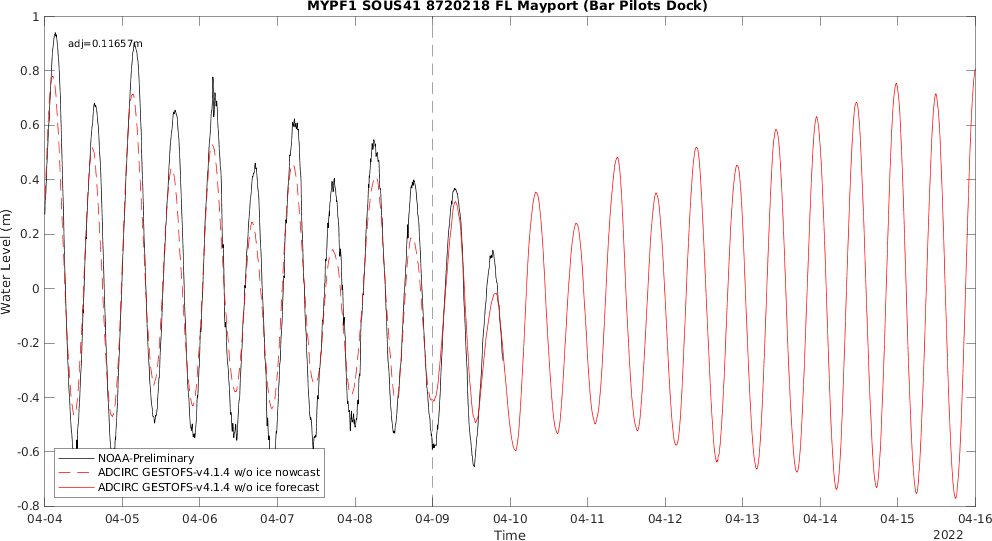 MYPF1 SOUS41 8720218 FL Mayport (Bar Pilots Dock)
adj=0.11657m
1
0.8
0.6
0.4
0.2
0
-0.2
-0.4
-0.6
-0.8
Water Level (m)
NOAA-Preliminary
ADCIRC GESTOFS-v4.1.4 w/o ice nowcast
ADCIRC GESTOFS-v4.1.4 w/o ice forecast
04-04 04-05 04-06 04-07 04-08 04-09 04-10 04-11 04-12 04-13 04-14 04-15 04-16
Time
2022